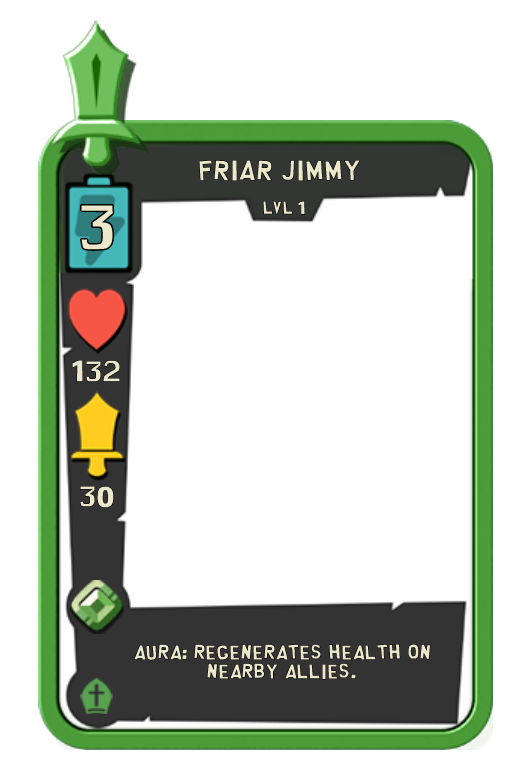 FRIAR JIMMY
LVL 1
3
132
30
AURA: REGENERATES HEALTH ON
NEARBY ALLIES.